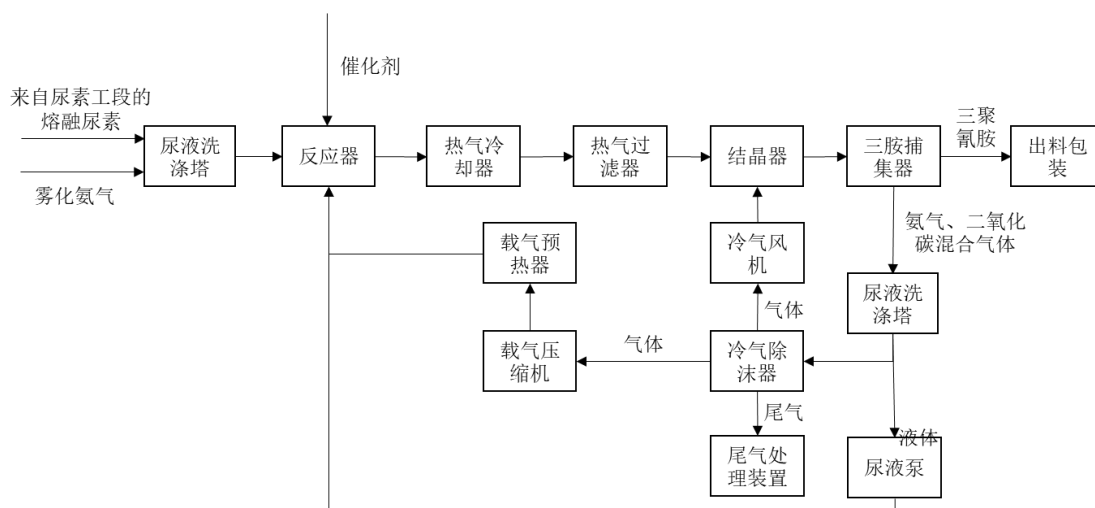 催化剂
来自尿素工段的
熔融尿素
雾化氨气
尿液洗
涤塔
反应器
热气冷
却器
热气过
滤器
结晶器
三胺捕
集器
三聚
氰胺
出料包
装
氨气、二氧化
碳混合气体
载气预
热器
冷气风
机
尿液洗
涤塔
气体
载气压
缩机
气体
冷气除
沫器
尾气
尾气处
理装置
液体
尿液泵